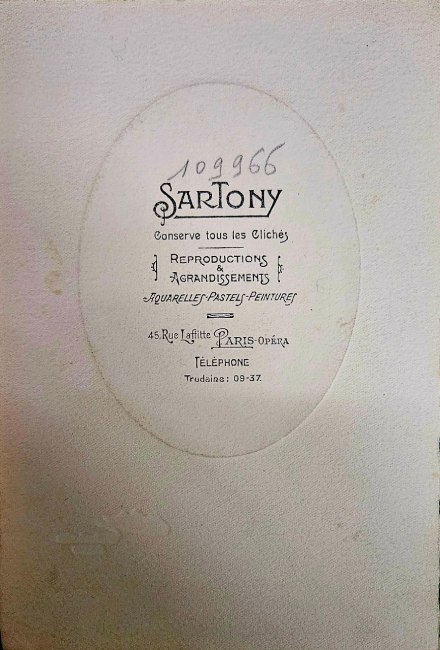 109966
SARTONY
Conserve tous les Clichés
REPRODUCTIONS
&
AGRANDISSEMENTS
AQUARELLES-PASTELS-PEINTURES
45, Rue Laffitte PARIS-OPÉRA
TÉLÉPHONE
Trudaine: 09-37.